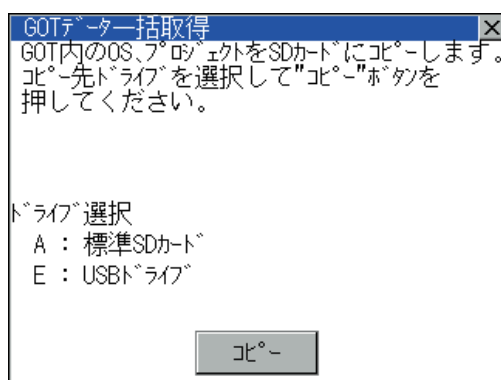 GOTﾃﾞｰﾀ一括取得
×
GOT内のOS､ﾌﾟﾛｼﾞｪｸﾄをSDｶｰﾄﾞにｺﾋﾟｰします。
ｺﾋﾟｰ先ﾄﾞﾗｲﾌﾞを選択して"ｺﾋﾟｰ"ﾎﾞﾀﾝを
押してください。
ﾄﾞﾗｲﾌﾞ選択
A : 標準SDｶｰﾄﾞ
E : USBﾄﾞﾗｲﾌﾞ
ｺﾋﾟｰ